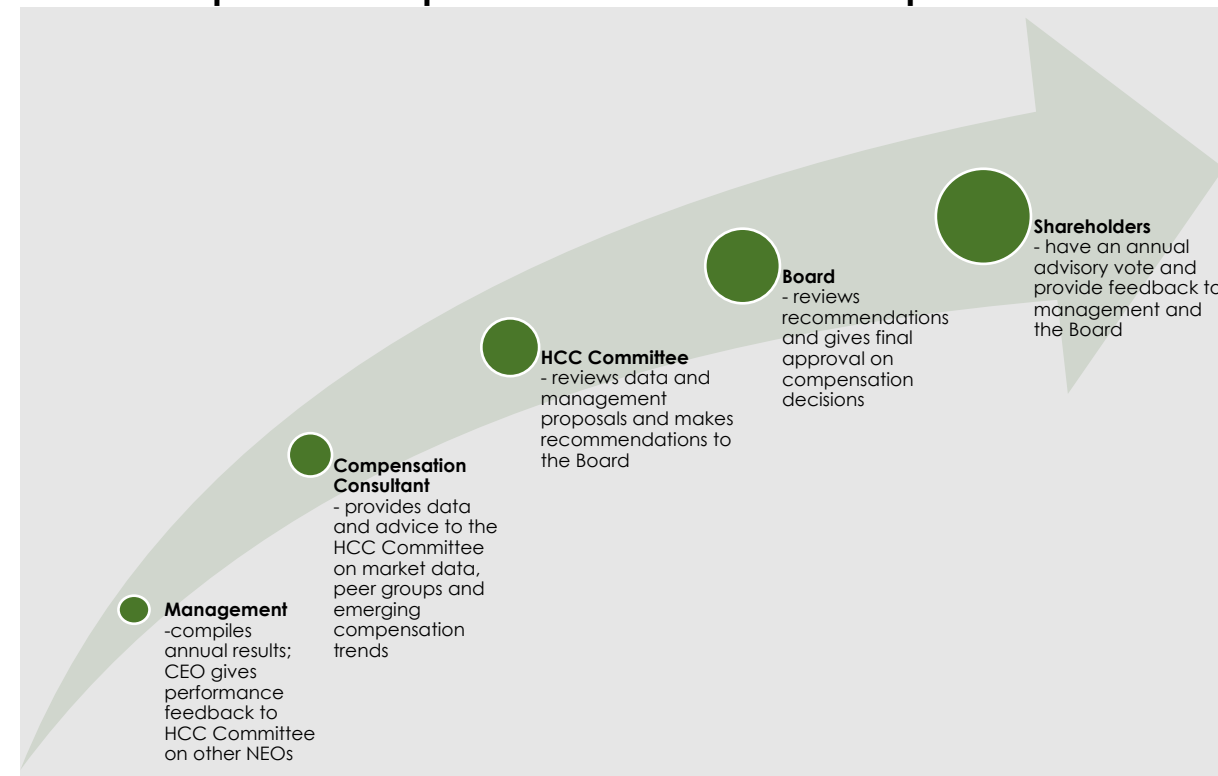 Management
-compiles
annual results;
CEO gives
performance
feedback to
HCC Committee
on other NEOs
Compensation
Consultant
- provides data
and advice to the
HCC Committee
on market data,
peer groups and
emerging
compensation
trends
HCC Committee
- reviews data and
management
proposals and makes
recommendations to
the Board
Board
- reviews
recommendations
and gives final
approval on
compensation
decisions
Shareholders
- have an annual
advisory vote and
provide feedback to
management and
the Board